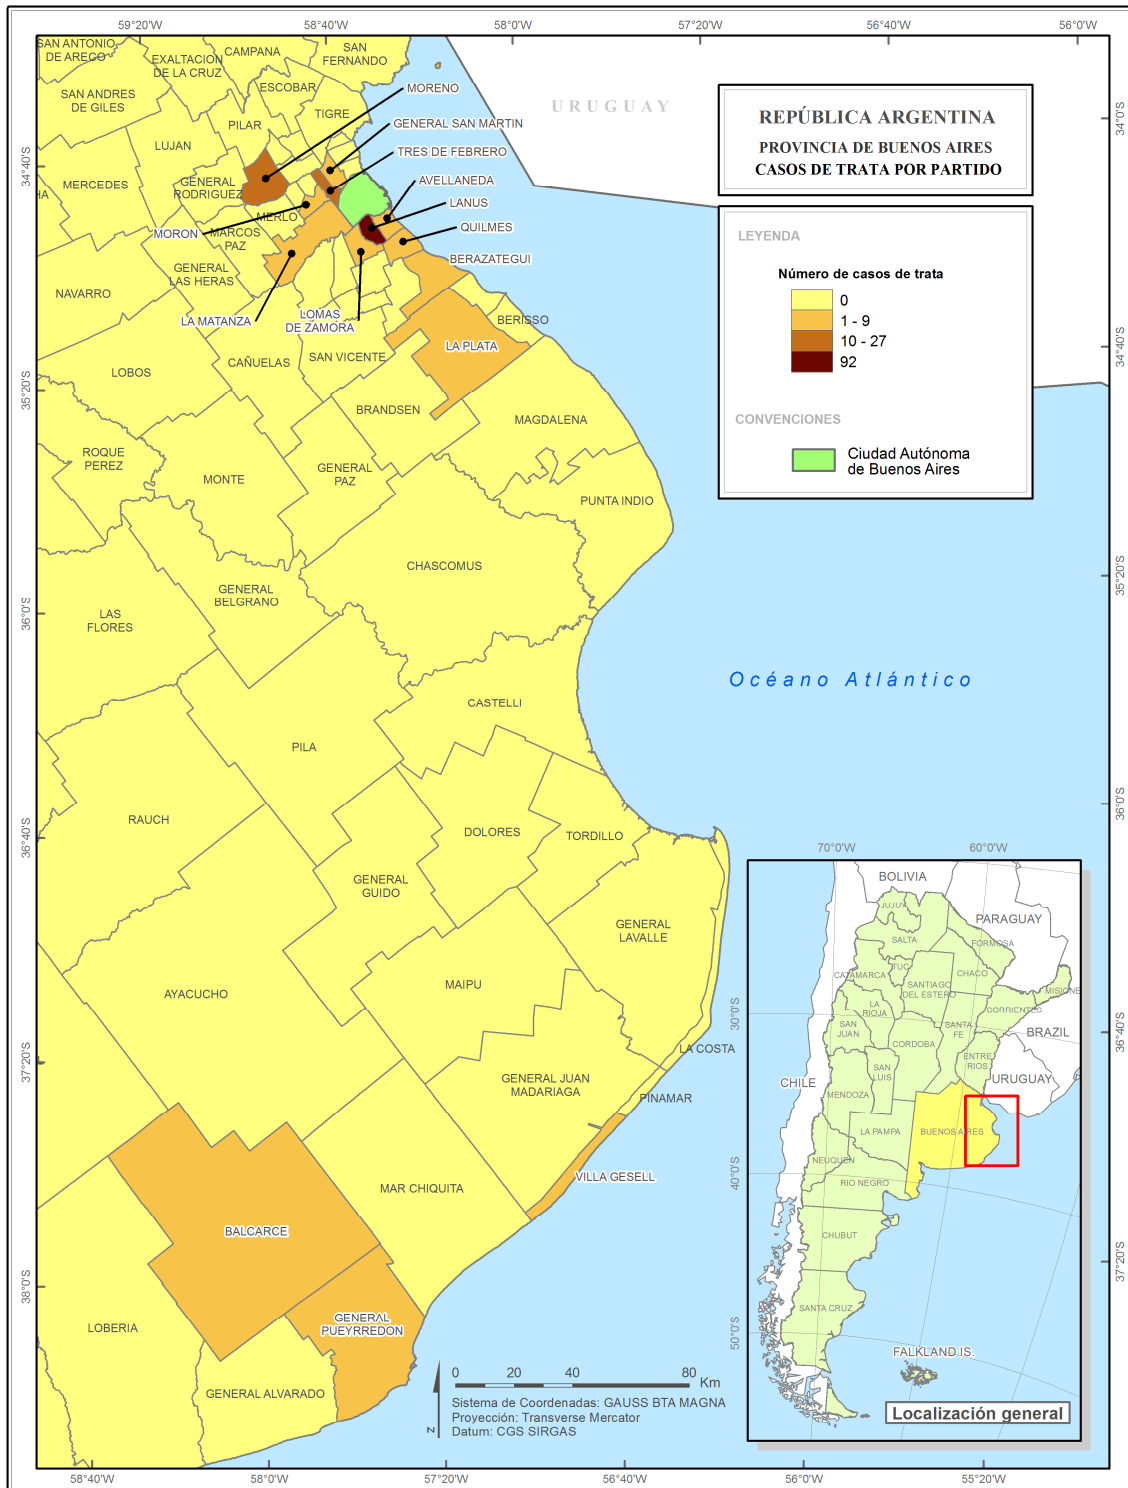 59°20'W
58°40'W
58°0'W
57°20'W
56°40'W
56°0'W
SAN ANTONIO
DE ARECO
EXALTACION
DE LA CRUZ
CAMPANA
SAN
FERNANDO
SAN ANDRES
DE GILES
ESCOBAR
MORENO
TIGRE
PILAR
GENERAL SAN MARTIN
LUJAN
TRES DE FEBRERO
MERCEDES
HA
GENERAL
RODRIGUEZ
AVELLANEDA
LANUS
MERLO
QUILMES
MORON
MARCOS
PAZ
BERAZATEGUI
GENERAL
LAS HERAS
NAVARRO
LA MATANZA
LOMAS
DE ZAMORA
BERISSO
LA PLATA
CAÑUELAS
SAN VICENTE
LOBOS
BRANDSEN
MAGDALENA
ROQUE
PEREZ
MONTE
GENERAL
PAZ
PUNTA INDIO
CHASCOMUS
GENERAL
BELGRANO
LAS
FLORES
CASTELLI
PILA
RAUCH
DOLORES
TORDILLO
GENERAL
GUIDO
GENERAL
LAVALLE
AYACUCHO
MAIPU
LA COSTA
GENERAL JUAN
MADARIAGA
PINAMAR
VILLA GESELL
MAR CHIQUITA
BALCARCE
LOBERIA
GENERAL
PUEYRREDON
GENERAL ALVARADO
URUGUAY
Océano Atlántico
REPÚBLICA ARGENTINA
PROVINCIA DE BUENOS AIRES
CASOS DE TRATA POR PARTIDO
LEYENDA
Número de casos de trata
0
1 - 9
10 - 27
92
CONVENCIONES
Ciudad Autónoma
de Buenos Aires
34°40'S
35°20'S
36°0'S
36°40'S
37°20'S
38°0'S
34°0'S
34°40'S
35°20'S
36°0'S
36°40'S
37°20'S
70°0'W
60°0'W
BOLIVIA
JUJUY
PARAGUAY
SALTA
FORMOSA
CATAMARCA
TUC
CHACO
SANTIAGO
DEL ESTERO
MISIONE
LA
RIOJA
CORRIENTES
SAN
JUAN
SANTA
FE
BRAZIL
CORDOBA
ENTRE
RIOS
SAN
LUIS
CHILE
URUGUAY
MENDOZA
LA PAMPA
BUENOS AIRES
NEUQUEN
RIO NEGRO
CHUBUT
SANTA CRUZ
FALKLAND IS.
30°0'S
40°0'S
50°0'S
Localización general
N
0
20
40
80
Km
Sistema de Coordenadas: GAUSS BTA MAGNA
Proyección: Transverse Mercator
Datum: CGS SIRGAS
58°40'W
58°0'W
57°20'W
56°40'W
56°0'W
55°20'W